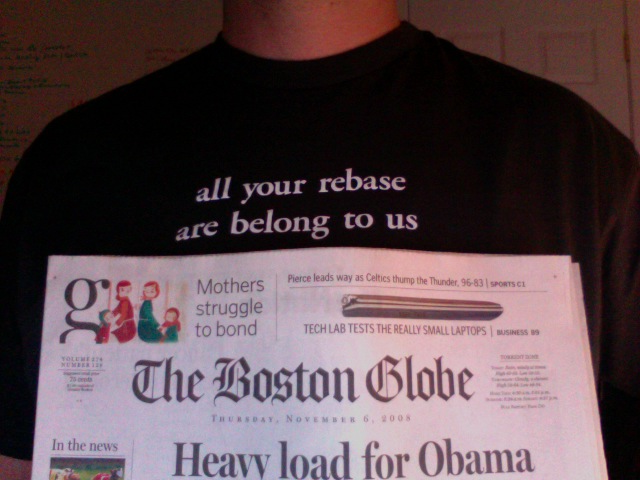 all your rebase
are belong to us
g
Mothers
struggle
to bond
Pierce leads way as Celtics thump the Thunder, 96-83 | SPORTS C1
TECH LAB TESTS THE REALLY SMALL LAPTOPS | BUSINESS B9
The Boston Globe
THURSDAY, NOVEMBER 6, 2008
In the news
Heavy load for Obama